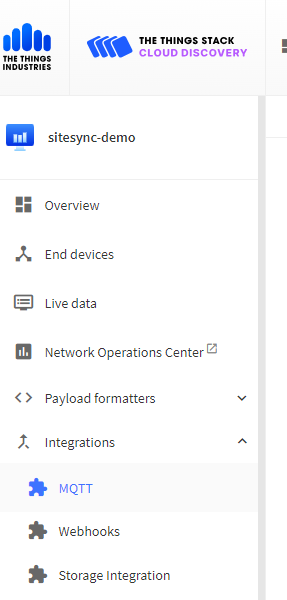 THE THINGS
INDUSTRIES
THE THINGS STACK
CLOUD DISCOVERY
sitesync-demo
Overview
End devices
Live data
Network Operations Center
Payload formatters
Integrations
MQTT
Webhooks
Storage Integration